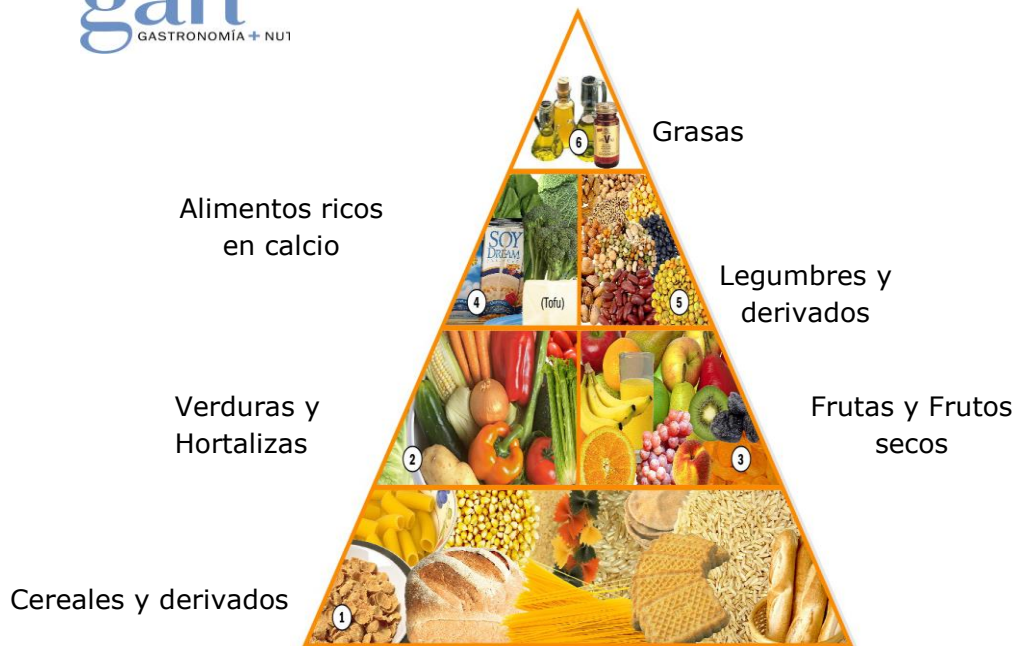 gan
GASTRONOMÍA + NUT
Grasas
6
Alimentos ricos
en calcio
SOY
DREAM
4
(Tofu)
5
Legumbres y
derivados
Verduras y
Hortalizas
2
Frutas y Frutos
secos
3
Cereales y derivados
1